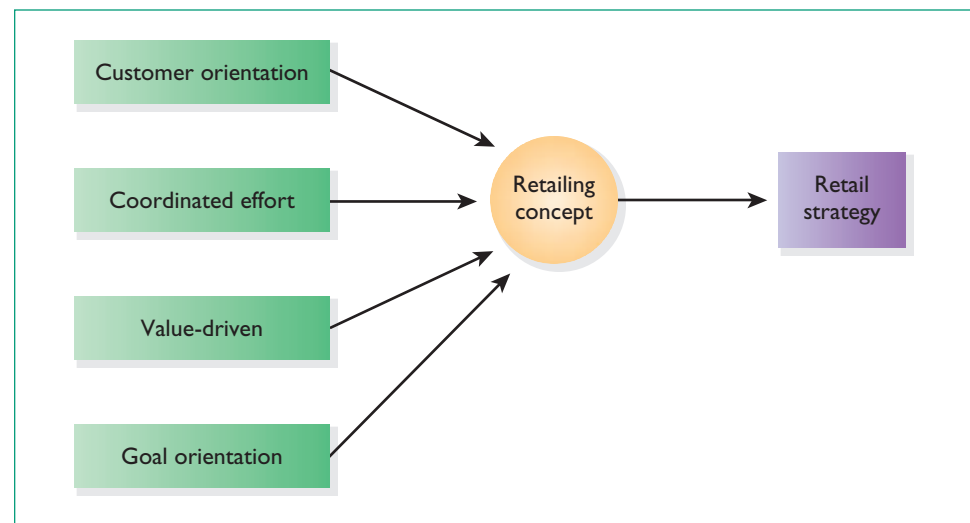 Customer orientation
Coordinated effort
Value-driven
Goal orientation
Retailing
concept
Retail
strategy